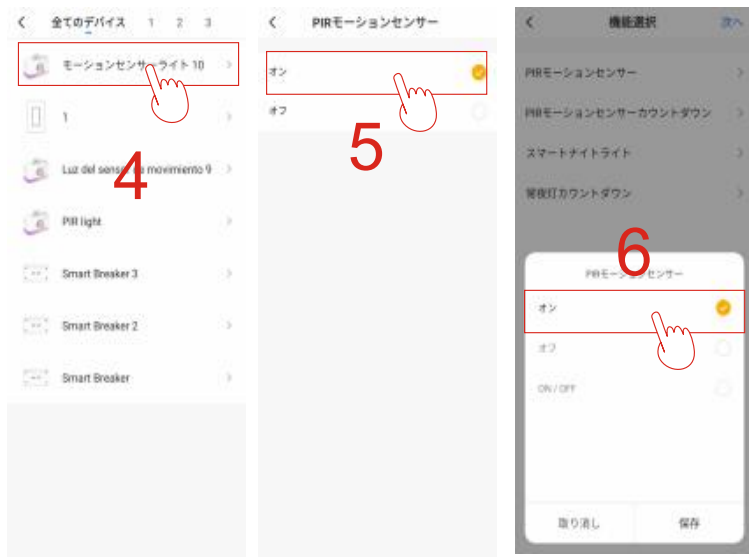 全てのデバイス 1 2 3
モーションセンサーライト 10
1
Luz del sensor de movimiento 9
PIR light
Smart Breaker 3
Smart Breaker 2
Smart Breaker
4
PIRモーションセンサー
オン
オフ
5
機能選択 次へ
PIRモーションセンサー
PIRモーションセンサーカウントダウン
スマートナイトライト
常夜灯カウントダウン
6
PIRモーションセンサー
オン
オフ
ON / OFF
取り消し 保存